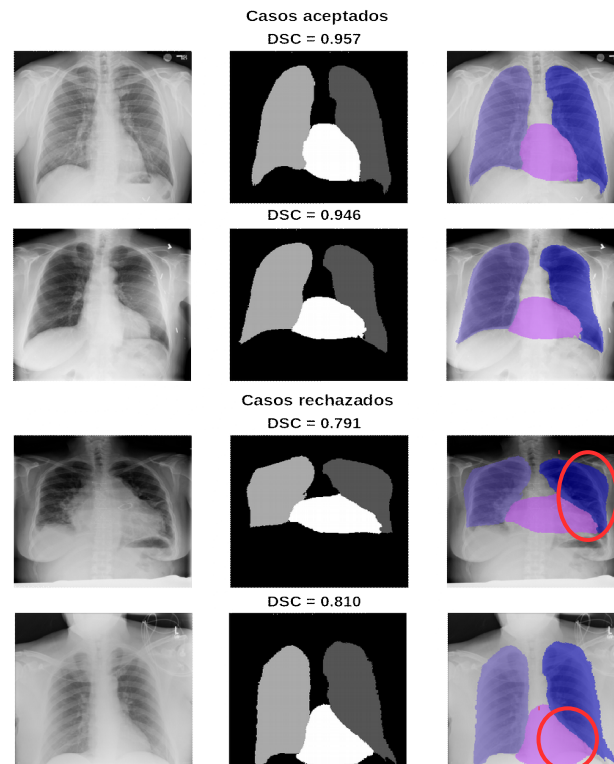 Casos aceptados
DSC = 0.957
DSC = 0.946
Casos rechazados
DSC = 0.791
DSC = 0.810